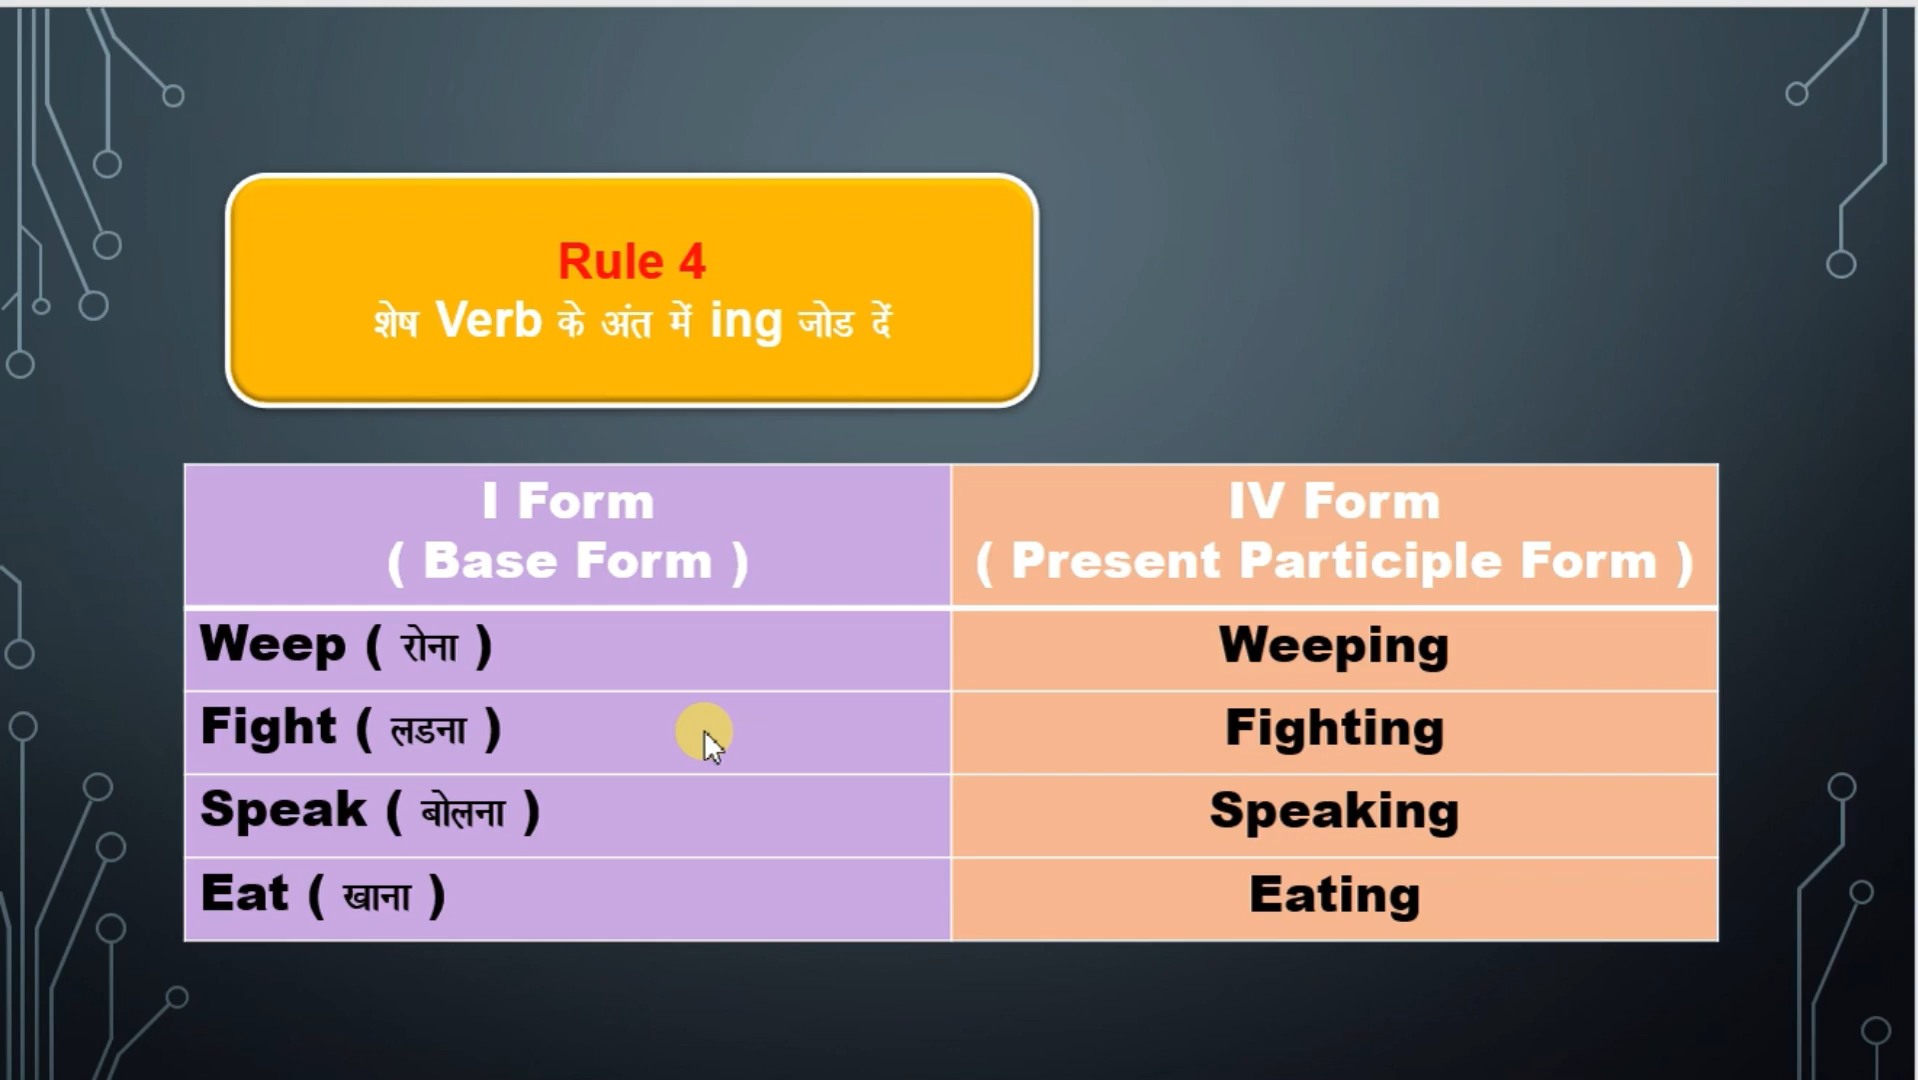 Rule 4
शेष Verb के अंत में ing जोड दें
I Form
( Base Form )
IV Form
( Present Participle Form )
Weep ( रोना )
Weeping
Fight ( लडना )
Fighting
Speak ( बोलना )
Speaking
Eat ( खाना )
Eating